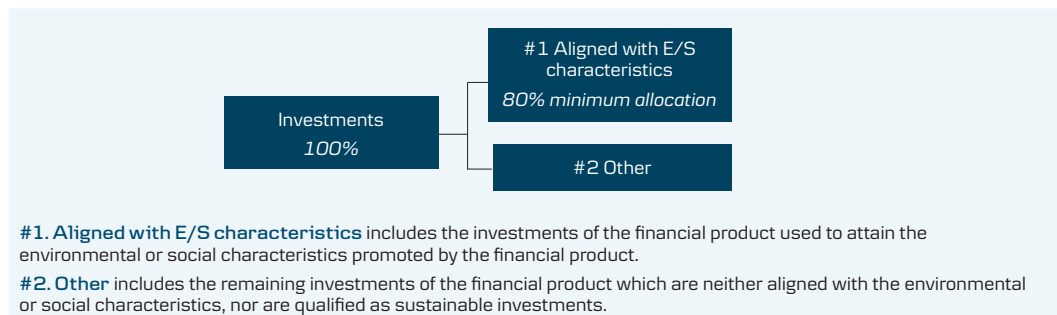 #1 Aligned with E/S
characteristics
80% minimum allocation
Investments
100%
#2 Other
#1. Aligned with E/S characteristics includes the investments of the financial product used to attain the
environmental or social characteristics promoted by the financial product.
#2. Other includes the remaining investments of the financial product which are neither aligned with the environmental
or social characteristics, nor are qualified as sustainable investments.